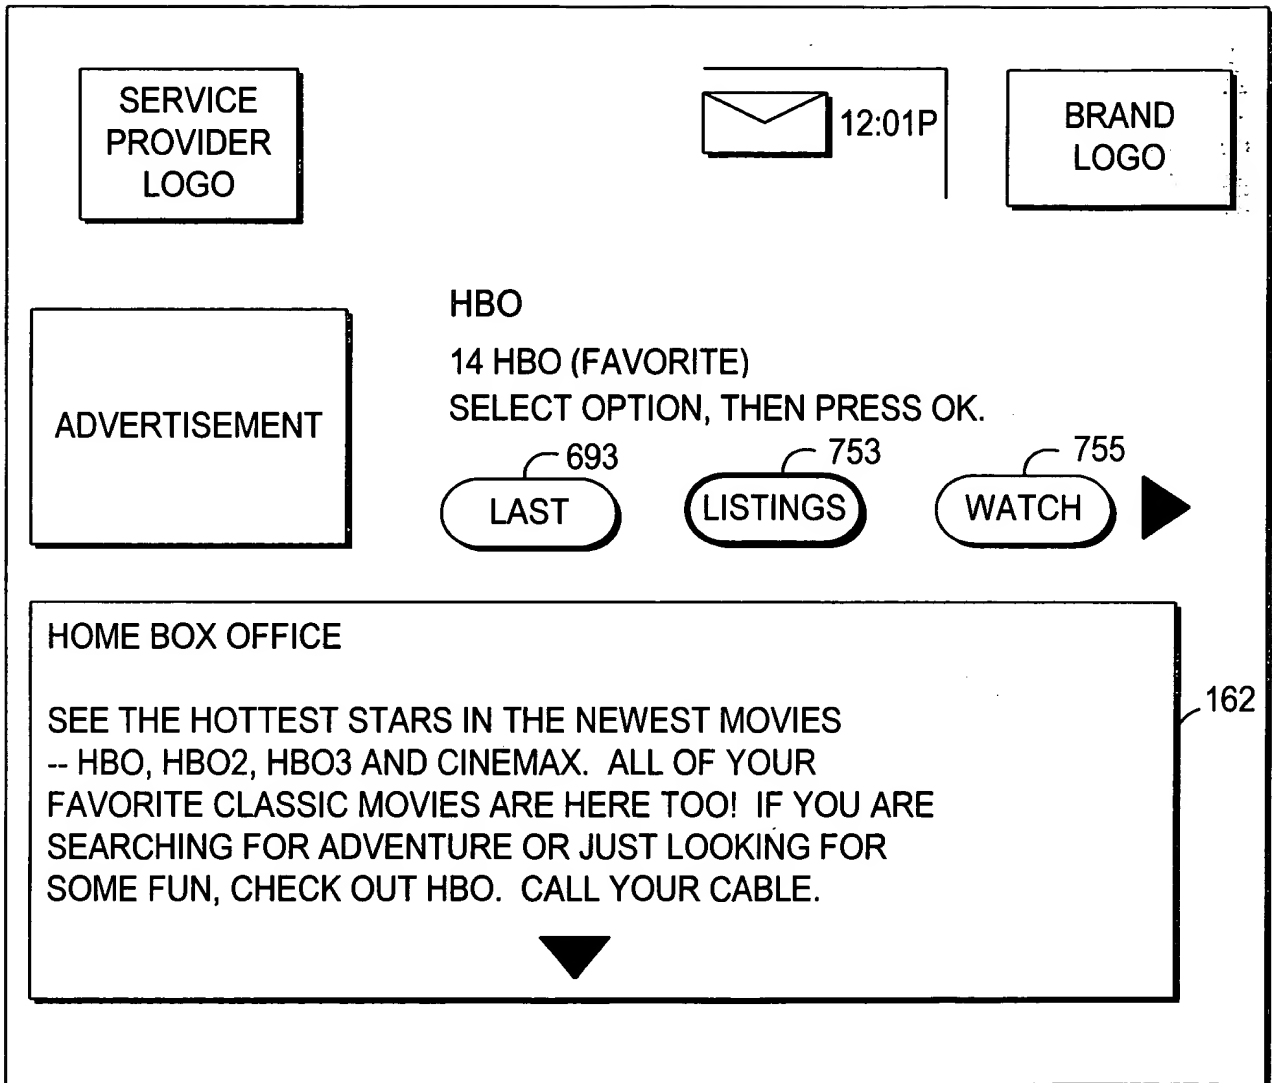 SERVICE
PROVIDER
LOGO
12:01P
BRAND
LOGO
ADVERTISEMENT
HBO
14 HBO (FAVORITE)
SELECT OPTION, THEN PRESS OK.
693
753
755
LAST
LISTINGS
WATCH
HOME BOX OFFICE
SEE THE HOTTEST STARS IN THE NEWEST MOVIES
-- HBO, HBO2, HBO3 AND CINEMAX. ALL OF YOUR
FAVORITE CLASSIC MOVIES ARE HERE TOO! IF YOU ARE
SEARCHING FOR ADVENTURE OR JUST LOOKING FOR
SOME FUN, CHECK OUT HBO. CALL YOUR CABLE.
162